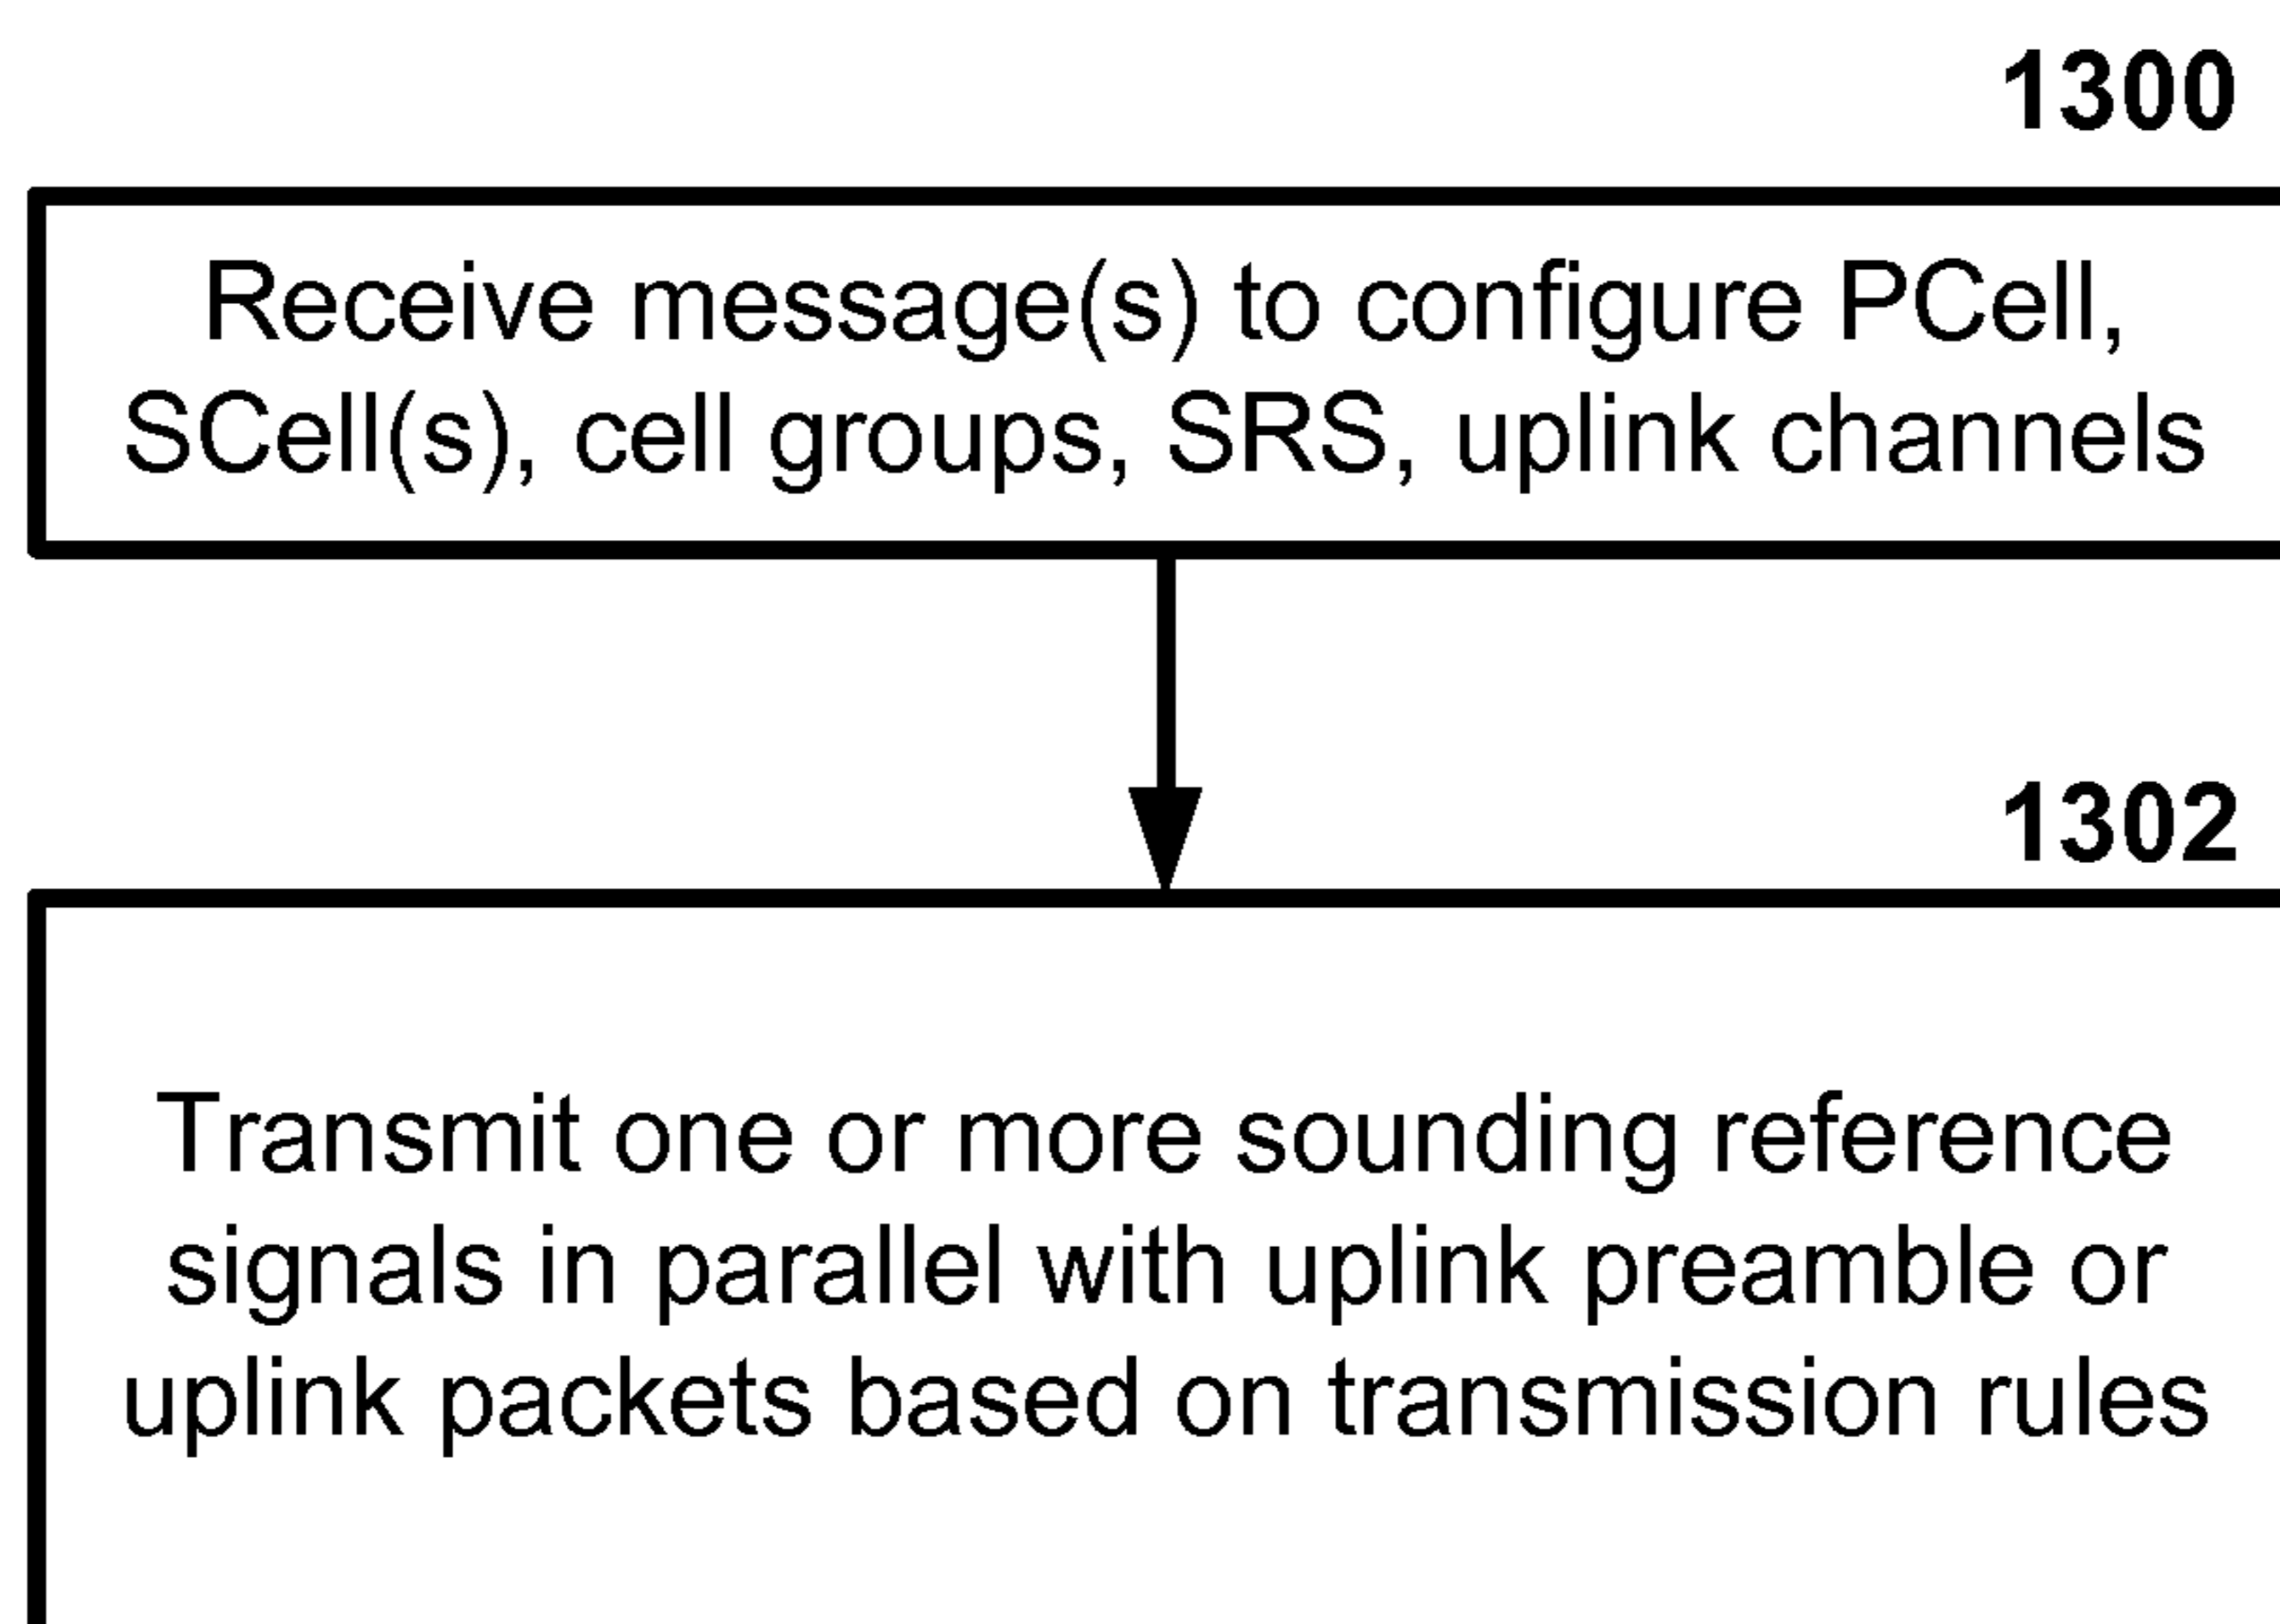 1300
Receive message(s) to configure PCell,
SCell(s), cell groups, SRS, uplink channels
1302
Transmit one or more sounding reference
signals in parallel with uplink preamble or
uplink packets based on transmission rules